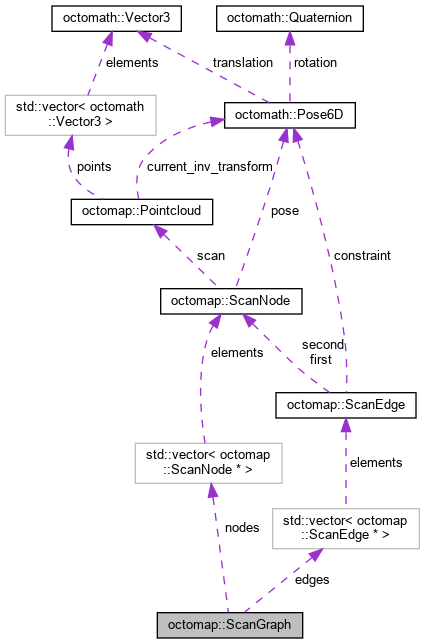 octomath::Vector3
octomath::Quaternion
elements
translation
rotation
std::vector< octomath
::Vector3 >
octomath::Pose6D
points
current_inv_transform
octomap::Pointcloud
pose
scan
constraint
octomap::ScanNode
elements
second
first
octomap::ScanEdge
std::vector< octomap
::ScanNode * >
elements
std::vector< octomap
::ScanEdge * >
nodes
edges
octomap::ScanGraph